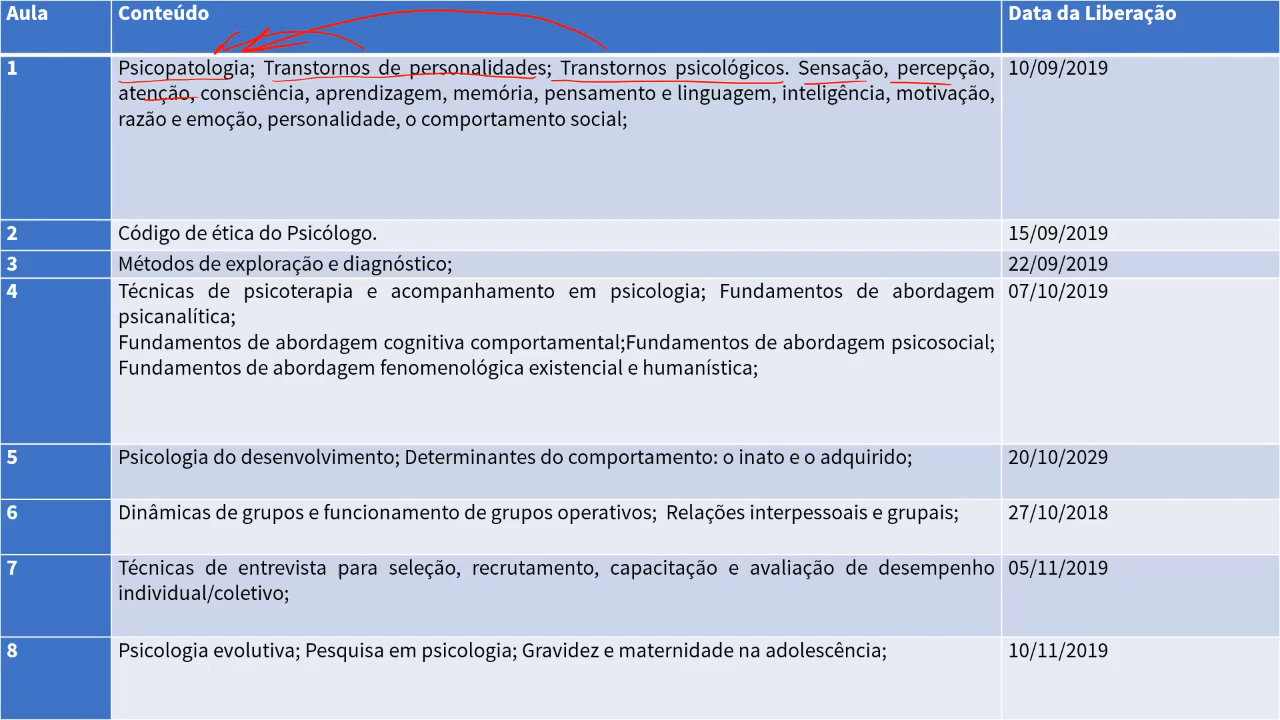 Aula Conteúdo Data da Liberação
1 Psicopatologia; Transtornos de personalidades; Transtornos psicológicos. Sensação, percepção, 10/09/2019
atenção, consciência, aprendizagem, memória, pensamento e linguagem, inteligência, motivação,
razão e emoção, personalidade, o comportamento social;
2 Código de ética do Psicólogo. 15/09/2019
3 Métodos de exploração e diagnóstico; 22/09/2019
4 Técnicas de psicoterapia e acompanhamento em psicologia; Fundamentos de abordagem 07/10/2019
psicanalítica;
Fundamentos de abordagem cognitiva comportamental;Fundamentos de abordagem psicosocial;
Fundamentos de abordagem fenomenológica existencial e humanística;
5 Psicologia do desenvolvimento; Determinantes do comportamento: o inato e o adquirido; 20/10/2029
6 Dinâmicas de grupos e funcionamento de grupos operativos; Relações interpessoais e grupais; 27/10/2018
7 Técnicas de entrevista para seleção, recrutamento, capacitação e avaliação de desempenho 05/11/2019
individual/coletivo;
8 Psicologia evolutiva; Pesquisa em psicologia; Gravidez e maternidade na adolescência; 10/11/2019